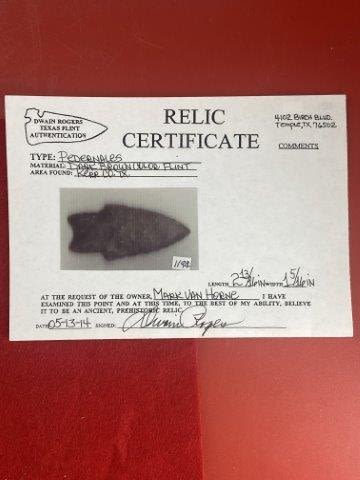 DWAIN ROGERS
TEXAS FLINT
AUTHENTICATION
RELIC
CERTIFICATE
4102 BIRCH BLVD.
TEMPLE, TX 76502
COMMENTS
TYPE: PEDERNALES
MATERIAL: DARK BROWN COLOR FLINT
AREA FOUND: KERR CO. TX
LENGTH 2 13/16 IN WIDTH 1 5/16 IN
AT THE REQUEST OF THE OWNER, MARK VAN HORNE I HAVE
EXAMINED THIS POINT AND AT THIS TIME, TO THE BEST OF MY ABILITY, BELIEVE
IT TO BE AN ANCIENT, PREHISTORIC RELIC.
DATE 05-13-14 SIGNED: Dwain Rogers